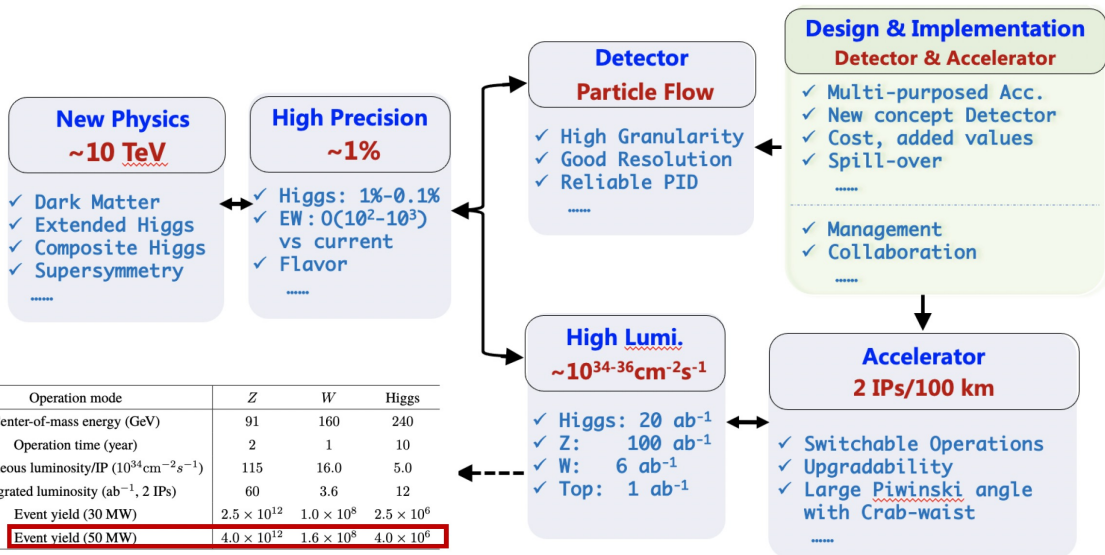 New Physics
~10 TeV
✓ Dark Matter
✓ Extended Higgs
✓ Composite Higgs
✓ Supersymmetry
……
High Precision
~1%
✓ Higgs: 1%-0.1%
✓ EW : O(10²-10³)
vs current
✓ Flavor
……
Detector
Particle Flow
✓ High Granularity
✓ Good Resolution
✓ Reliable PID
……
Design & Implementation
Detector & Accelerator
✓ Multi-purposed Acc.
✓ New concept Detector
✓ Cost, added values
✓ Spill-over
……
✓ Management
✓ Collaboration
……
High Lumi.
~10³⁴⁻³⁶cm⁻²s⁻¹
✓ Higgs: 20 ab⁻¹
✓ Z: 100 ab⁻¹
✓ W: 6 ab⁻¹
✓ Top: 1 ab⁻¹
Accelerator
2 IPs/100 km
✓ Switchable Operations
✓ Upgradability
✓ Large Piwinski angle
with Crab-waist
……
Operation mode Z W Higgs
enter-of-mass energy (GeV) 91 160 240
Operation time (year) 2 1 10
eous luminosity/IP (10³⁴cm⁻²s⁻¹) 115 16.0 5.0
grated luminosity (ab⁻¹, 2 IPs) 60 3.6 12
Event yield (30 MW) 2.5 × 10¹² 1.0 × 10⁸ 2.5 × 10⁶
Event yield (50 MW) 4.0 × 10¹² 1.6 × 10⁸ 4.0 × 10⁶